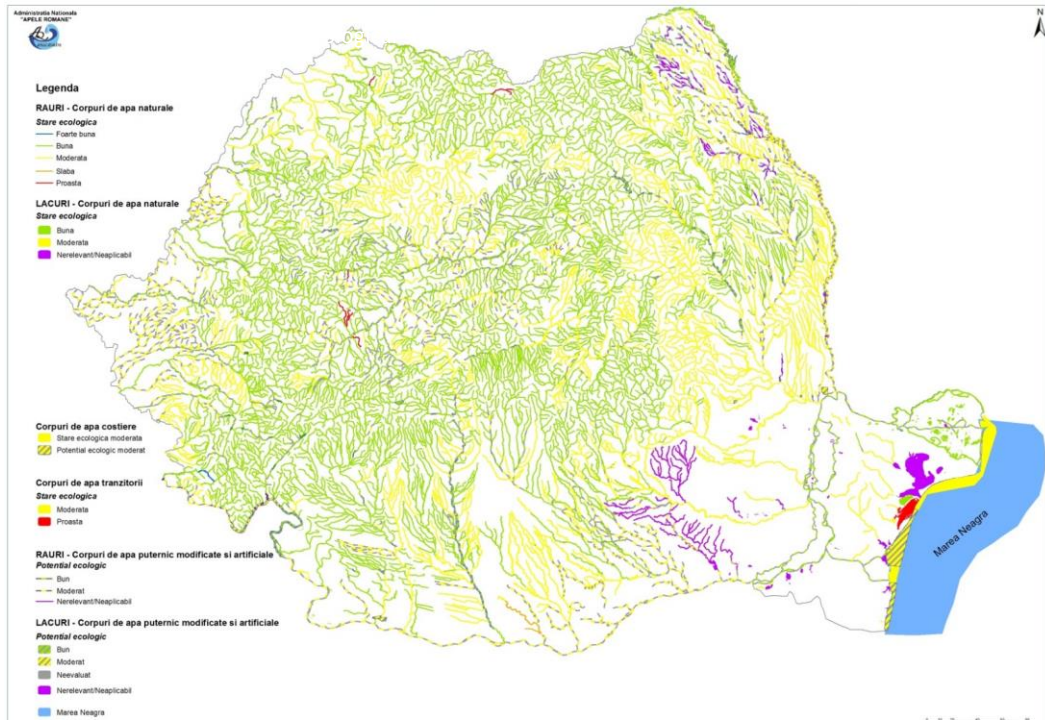 Administratia Nationala
"APELE ROMANE"
N
Legenda
RAURI - Corpuri de apa naturale
Stare ecologica
Foarte buna
Buna
Moderata
Slaba
Proasta
LACURI - Corpuri de apa naturale
Stare ecologica
Buna
Moderata
Nerelevant/Neaplicabil
Corpuri de apa costiere
Stare ecologica moderata
Potential ecologic moderat
Corpuri de apa tranzitorii
Stare ecologica
Moderata
Proasta
RAURI - Corpuri de apa puternic modificate si artificiale
Potential ecologic
Bun
Moderat
Nerelevant/Neaplicabil
LACURI - Corpuri de apa puternic modificate si artificiale
Potential ecologic
Bun
Moderat
Neevaluat
Nerelevant/Neaplicabil
Marea Neagra
Marea Neagra